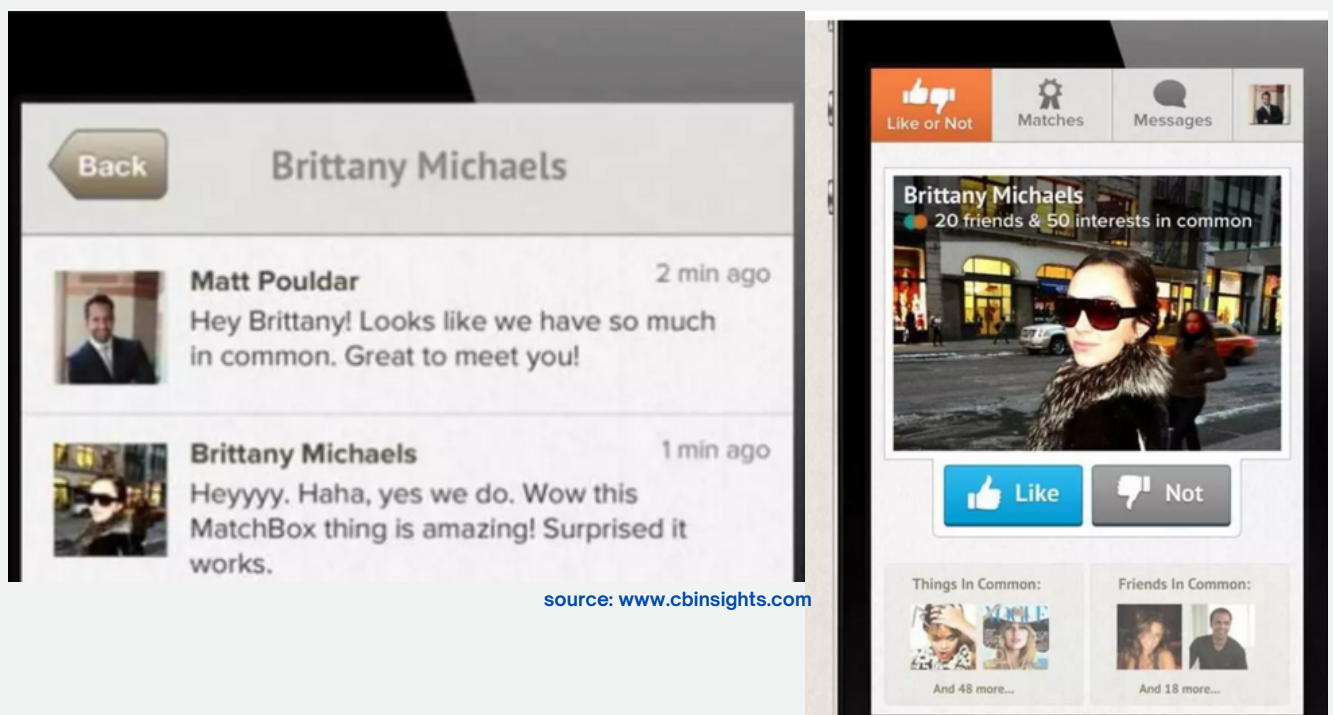 Back
Brittany Michaels
Matt Pouldar
2 min ago
Hey Brittany! Looks like we have so much
in common. Great to meet you!
Brittany Michaels
1 min ago
Heyyyy. Haha, yes we do. Wow this
MatchBox thing is amazing! Surprised it
works.
source: www.cbinsights.com
Like or Not
Matches
Messages
Brittany Michaels
20 friends & 50 interests in common
Like
Not
Things In Common:
Friends In Common:
VOGUE
And 48 more...
And 18 more...